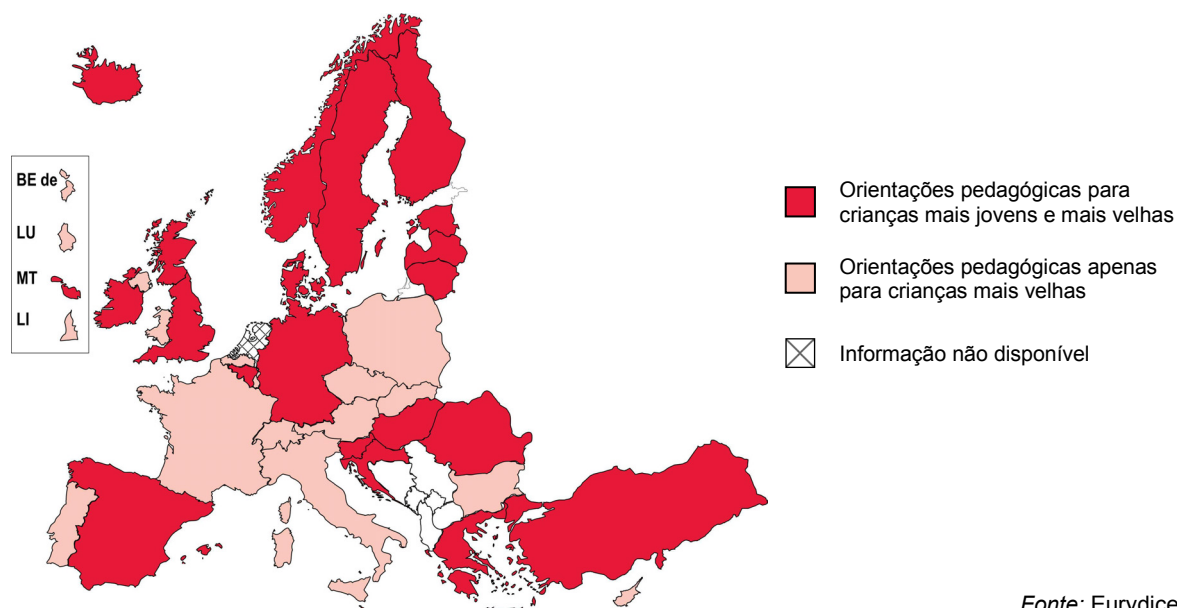 BE de
LU
MT
LI
Orientações pedagógicas para
crianças mais jovens e mais velhas
Orientações pedagógicas apenas
para crianças mais velhas
Informação não disponível
Fonte: Eurydice